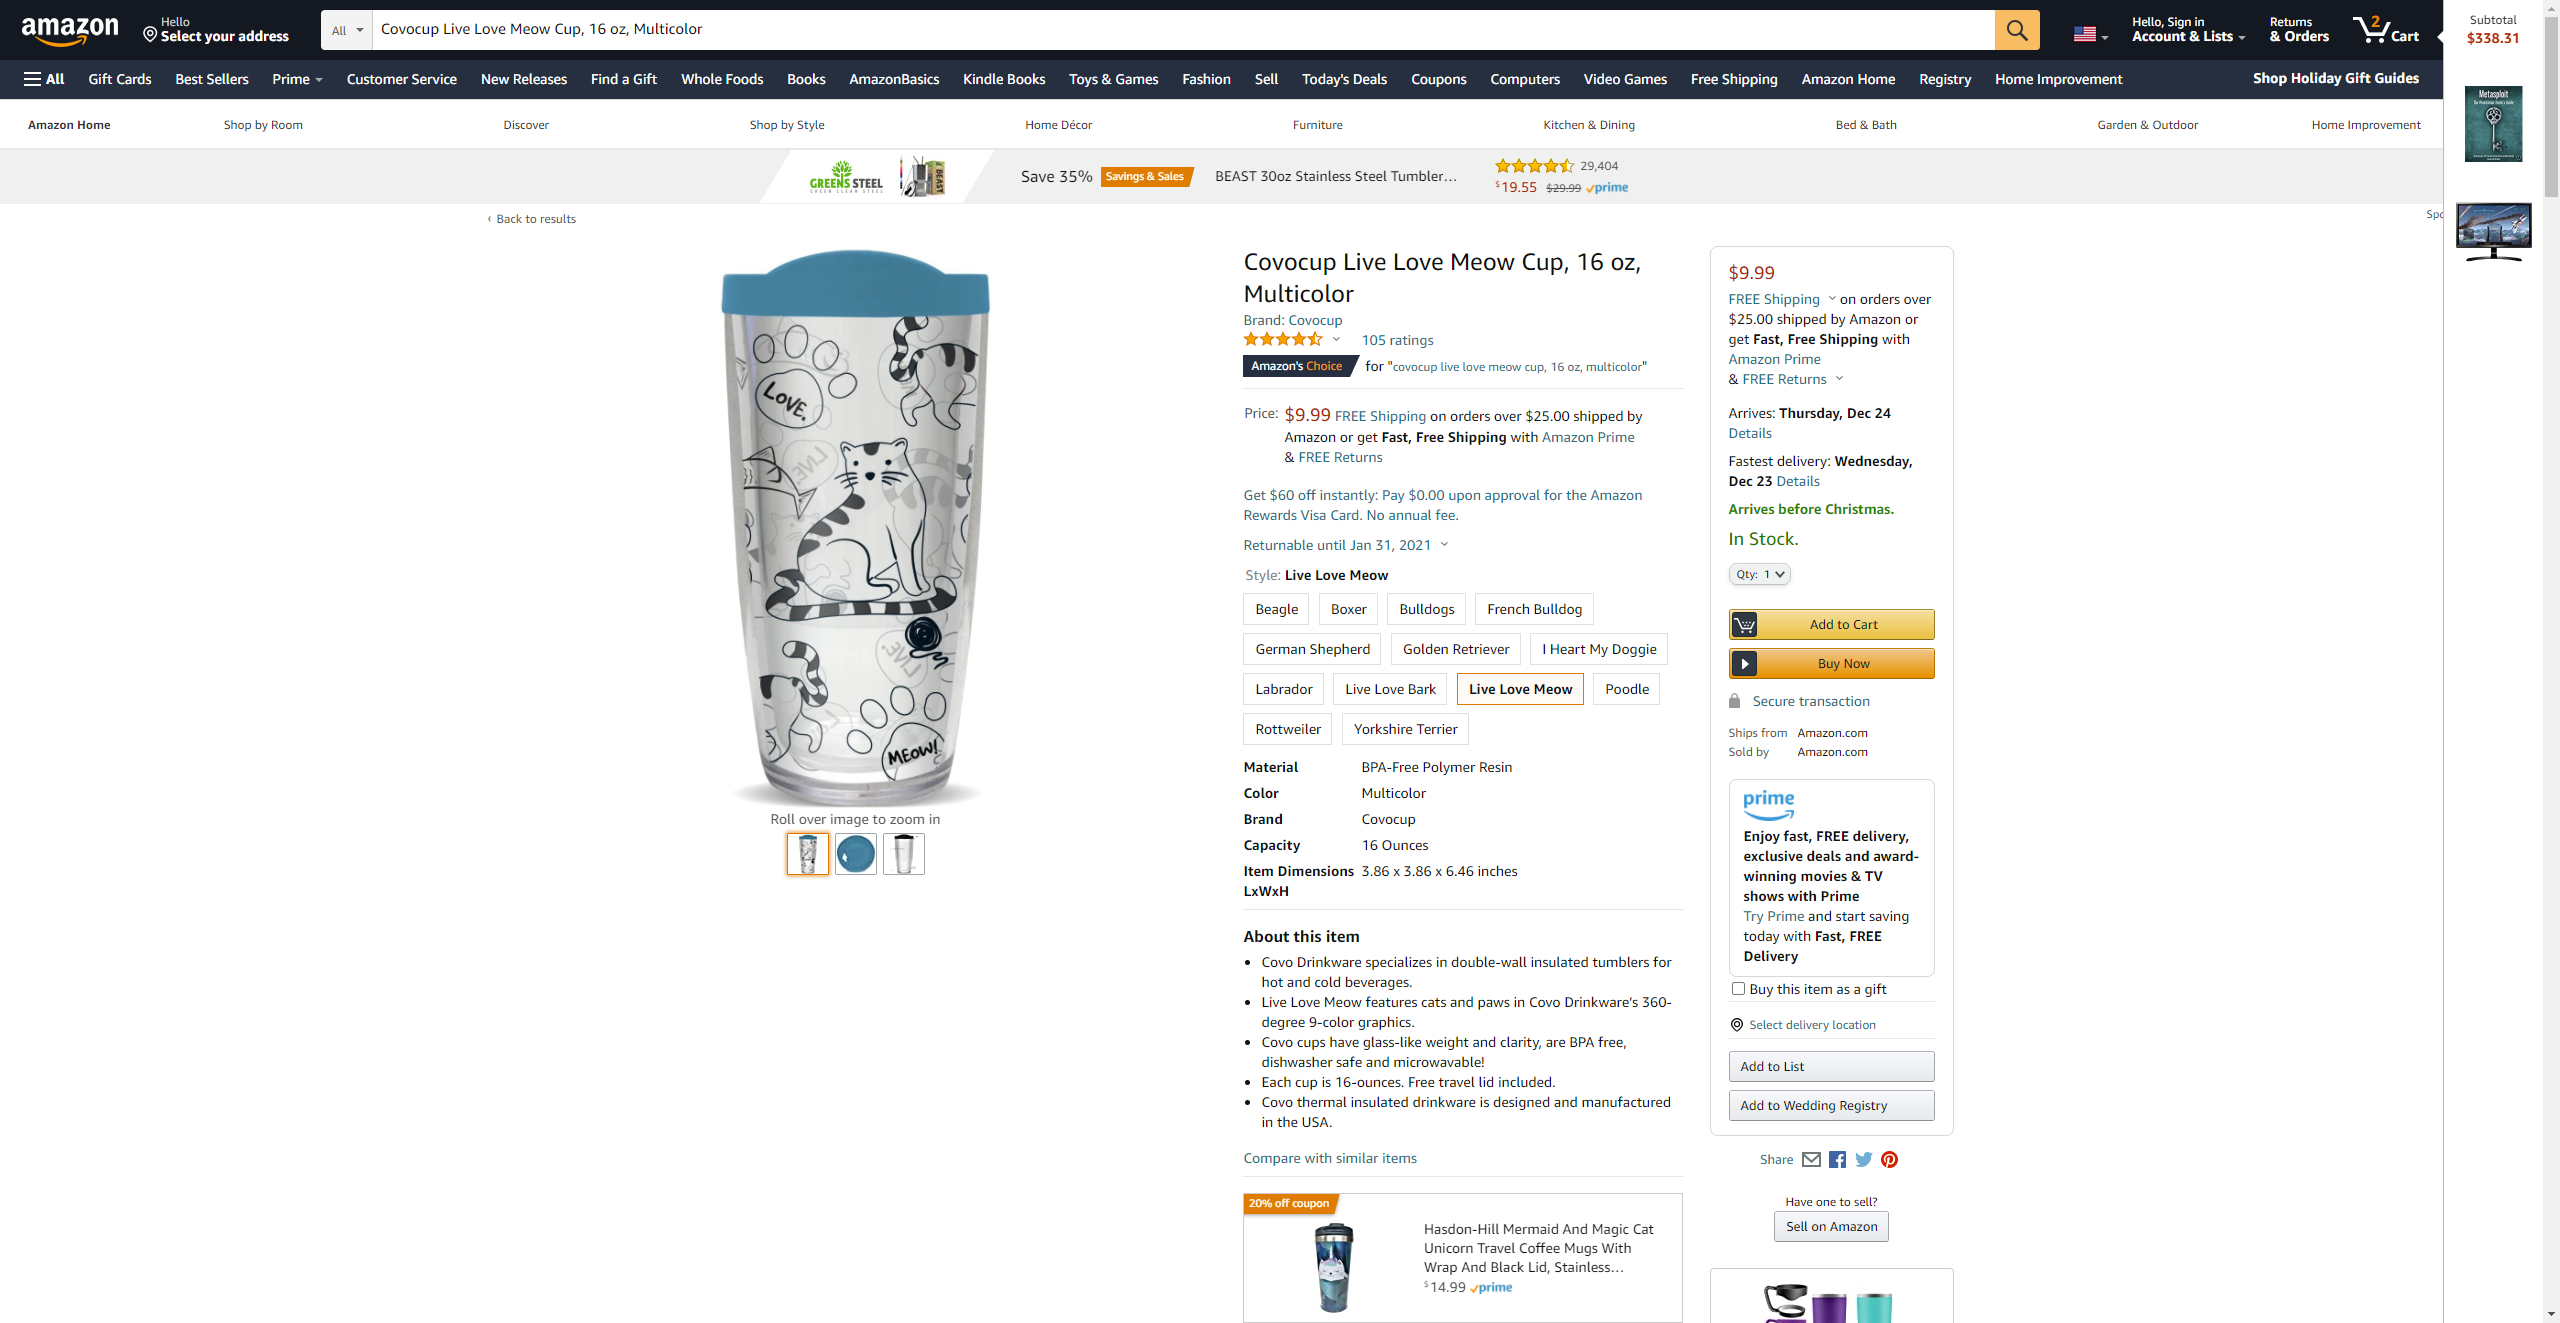 amazon
Hello
Select your address
All
Covocup Live Love Meow Cup, 16 oz, Multicolor
Hello, Sign in
Account & Lists
Returns
& Orders
2
Cart
Subtotal
$338.31
All
Gift Cards
Best Sellers
Prime
Customer Service
New Releases
Find a Gift
Whole Foods
Books
AmazonBasics
Kindle Books
Toys & Games
Fashion
Sell
Today's Deals
Coupons
Computers
Video Games
Free Shipping
Amazon Home
Registry
Home Improvement
Shop Holiday Gift Guides
Amazon Home
Shop by Room
Discover
Shop by Style
Home Décor
Furniture
Kitchen & Dining
Bed & Bath
Garden & Outdoor
Home Improvement
Metasploit
GREENS STEEL
BEAST
Save 35%
Savings & Sales
BEAST 30oz Stainless Steel Tumbler...
29,404
$19.55 $29.99 prime
‹ Back to results
Spo
LOVE.
LIVE
LIVE.
MEOW!
Roll over image to zoom in
Covocup Live Love Meow Cup, 16 oz,
Multicolor
Brand: Covocup
105 ratings
Amazon's Choice for "covocup live love meow cup, 16 oz, multicolor"
Price: $9.99 FREE Shipping on orders over $25.00 shipped by
Amazon or get Fast, Free Shipping with Amazon Prime
& FREE Returns
Get $60 off instantly: Pay $0.00 upon approval for the Amazon
Rewards Visa Card. No annual fee.
Returnable until Jan 31, 2021
Style: Live Love Meow
Beagle
Boxer
Bulldogs
French Bulldog
German Shepherd
Golden Retriever
I Heart My Doggie
Labrador
Live Love Bark
Live Love Meow
Poodle
Rottweiler
Yorkshire Terrier
Material BPA-Free Polymer Resin
Color Multicolor
Brand Covocup
Capacity 16 Ounces
Item Dimensions 3.86 x 3.86 x 6.46 inches
LxWxH
About this item
• Covo Drinkware specializes in double-wall insulated tumblers for
hot and cold beverages.
• Live Love Meow features cats and paws in Covo Drinkware's 360-
degree 9-color graphics.
• Covo cups have glass-like weight and clarity, are BPA free,
dishwasher safe and microwavable!
• Each cup is 16-ounces. Free travel lid included.
• Covo thermal insulated drinkware is designed and manufactured
in the USA.
Compare with similar items
20% off coupon
Hasdon-Hill Mermaid And Magic Cat
Unicorn Travel Coffee Mugs With
Wrap And Black Lid, Stainless...
$14.99 prime
$9.99
FREE Shipping on orders over
$25.00 shipped by Amazon or
get Fast, Free Shipping with
Amazon Prime
& FREE Returns
Arrives: Thursday, Dec 24
Details
Fastest delivery: Wednesday,
Dec 23 Details
Arrives before Christmas.
In Stock.
Qty: 1
Add to Cart
Buy Now
Secure transaction
Ships from Amazon.com
Sold by Amazon.com
prime
Enjoy fast, FREE delivery,
exclusive deals and award-
winning movies & TV
shows with Prime
Try Prime and start saving
today with Fast, FREE
Delivery
Buy this item as a gift
Select delivery location
Add to List
Add to Wedding Registry
Share
Have one to sell?
Sell on Amazon